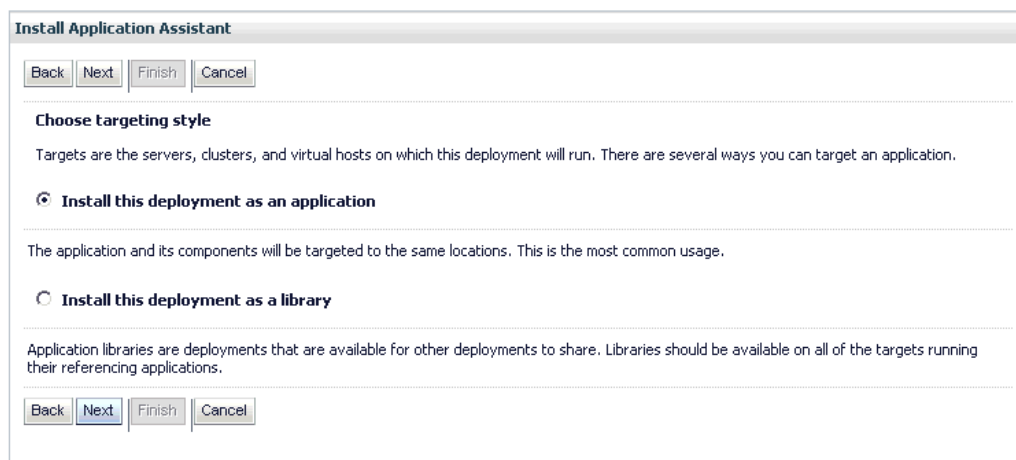 Install Application Assistant
Back Next Finish Cancel
Choose targeting style
Targets are the servers, clusters, and virtual hosts on which this deployment will run. There are several ways you can target an application.
Install this deployment as an application
The application and its components will be targeted to the same locations. This is the most common usage.
Install this deployment as a library
Application libraries are deployments that are available for other deployments to share. Libraries should be available on all of the targets running
their referencing applications.
Back Next Finish Cancel